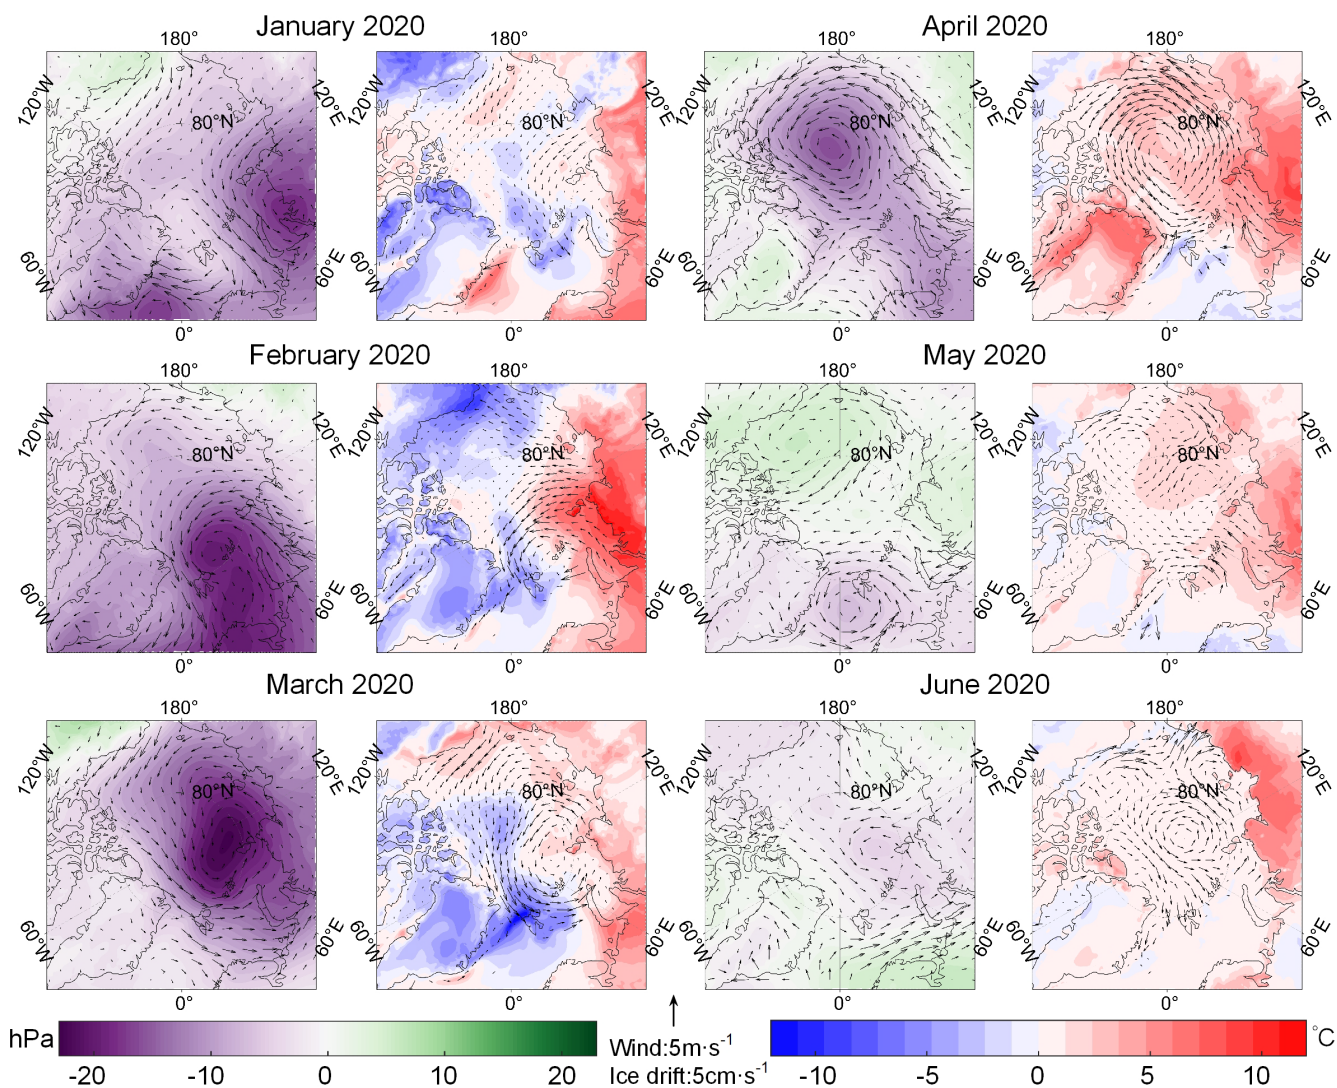 January 2020
April 2020
180° 180° 180° 180°
120°W 120°E 120°W 120°E 120°W 120°E 120°W 120°E
80°N 80°N 80°N 80°N
60°W 60°E 60°W 60°E 60°W 60°E 60°W 60°E
0° 0° 0° 0°
February 2020
May 2020
180° 180° 180° 180°
120°W 120°E 120°W 120°E 120°W 120°E 120°W 120°E
80°N 80°N 80°N 80°N
60°W 60°E 60°W 60°E 60°W 60°E 60°W 60°E
0° 0° 0° 0°
March 2020
June 2020
180° 180° 180° 180°
120°W 120°E 120°W 120°E 120°W 120°E 120°W 120°E
80°N 80°N 80°N 80°N
60°W 60°E 60°W 60°E 60°W 60°E 60°W 60°E
0° 0° 0° 0°
hPa
-20 -10 0 10 20
Wind:5m·s⁻¹
Ice drift:5cm·s⁻¹
°C
-10 -5 0 5 10